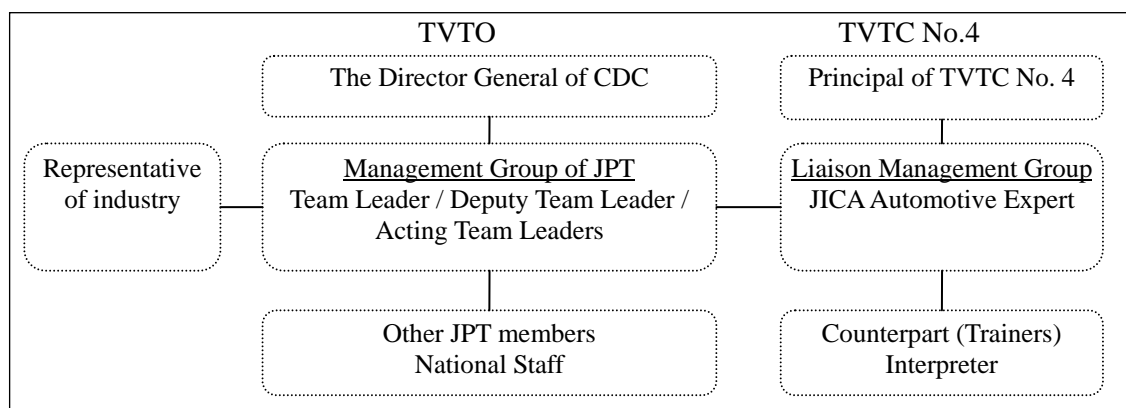 TVTO
TVTC No.4
The Director General of CDC
Principal of TVTC No. 4
Representative
of industry
Management Group of JPT
Team Leader / Deputy Team Leader /
Acting Team Leaders
Liaison Management Group
JICA Automotive Expert
Other JPT members
National Staff
Counterpart (Trainers)
Interpreter